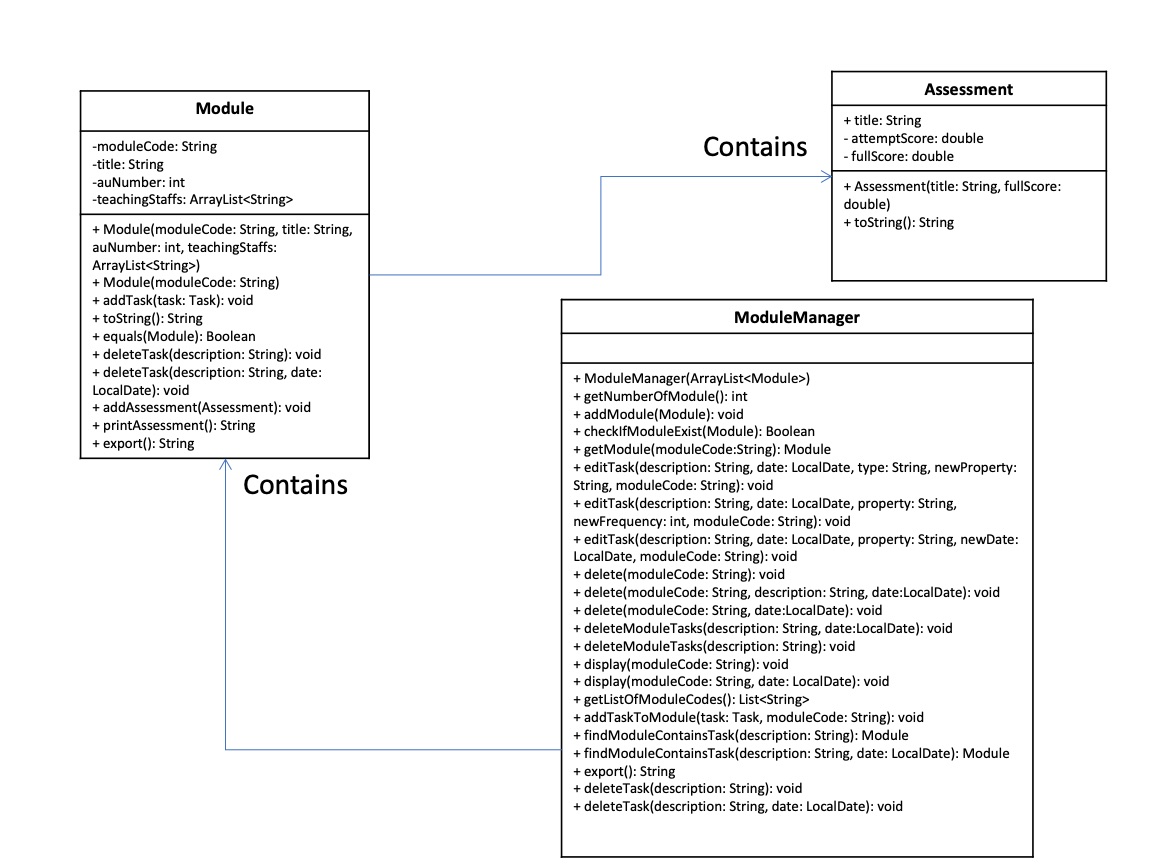 Module
-moduleCode: String
-title: String
-auNumber: int
-teachingStaffs: ArrayList<String>
+ Module(moduleCode: String, title: String,
auNumber: int, teachingStaffs:
ArrayList<String>)
+ Module(moduleCode: String)
+ addTask(task: Task): void
+ toString(): String
+ equals(Module): Boolean
+ deleteTask(description: String): void
+ deleteTask(description: String, date:
LocalDate): void
+ addAssessment(Assessment): void
+ printAssessment(): String
+ export(): String
Contains
Assessment
+ title: String
- attemptScore: double
- fullScore: double
+ Assessment(title: String, fullScore:
double)
+ toString(): String
Contains
ModuleManager
+ ModuleManager(ArrayList<Module>)
+ getNumberOfModule(): int
+ addModule(Module): void
+ checkIfModuleExist(Module): Boolean
+ getModule(moduleCode:String): Module
+ editTask(description: String, date: LocalDate, type: String, newProperty:
String, moduleCode: String): void
+ editTask(description: String, date: LocalDate, property: String,
newFrequency: int, moduleCode: String): void
+ editTask(description: String, date: LocalDate, property: String, newDate:
LocalDate, moduleCode: String): void
+ delete(moduleCode: String): void
+ delete(moduleCode: String, description: String, date:LocalDate): void
+ delete(moduleCode: String, date:LocalDate): void
+ deleteModuleTasks(description: String, date:LocalDate): void
+ deleteModuleTasks(description: String): void
+ display(moduleCode: String): void
+ display(moduleCode: String, date: LocalDate): void
+ getListOfModuleCodes(): List<String>
+ addTaskToModule(task: Task, moduleCode: String): void
+ findModuleContainsTask(description: String): Module
+ findModuleContainsTask(description: String, date: LocalDate): Module
+ export(): String
+ deleteTask(description: String): void
+ deleteTask(description: String, date: LocalDate): void